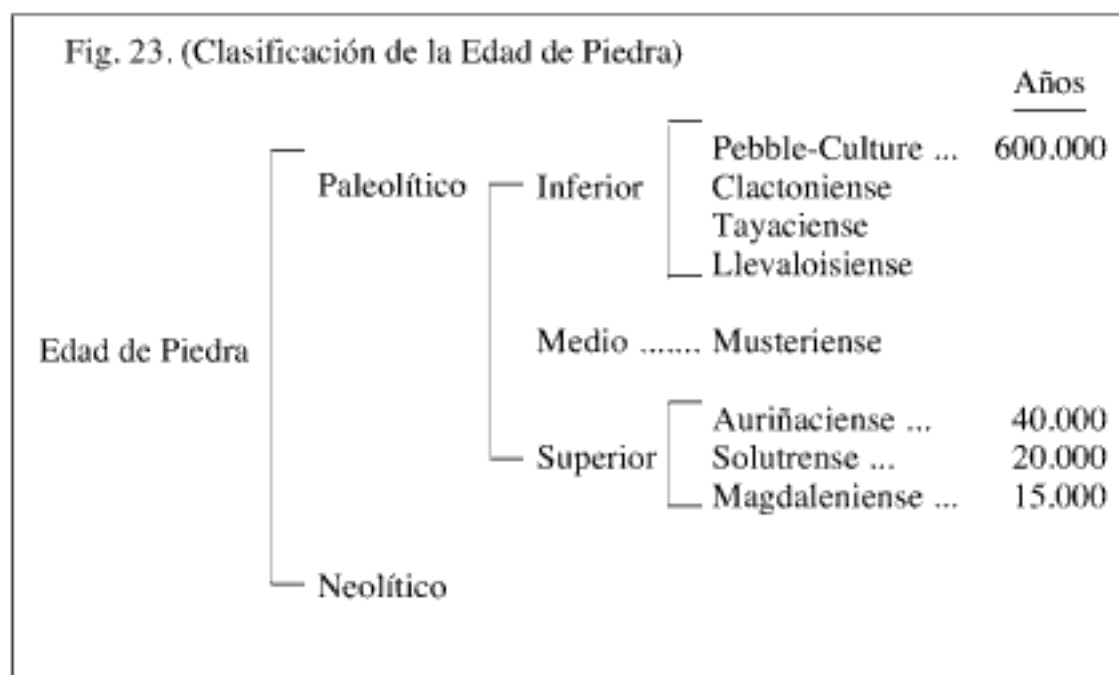 Fig. 23. (Clasificación de la Edad de Piedra)
Años
Pebble-Culture ... 600.000
Paleolítico Inferior Clactoniense
Tayaciense
Llevaloisiense
Edad de Piedra Medio ....... Musteriense
Auriñaciense ... 40.000
Superior Solutrense ... 20.000
Magdaleniense ... 15.000
Neolítico